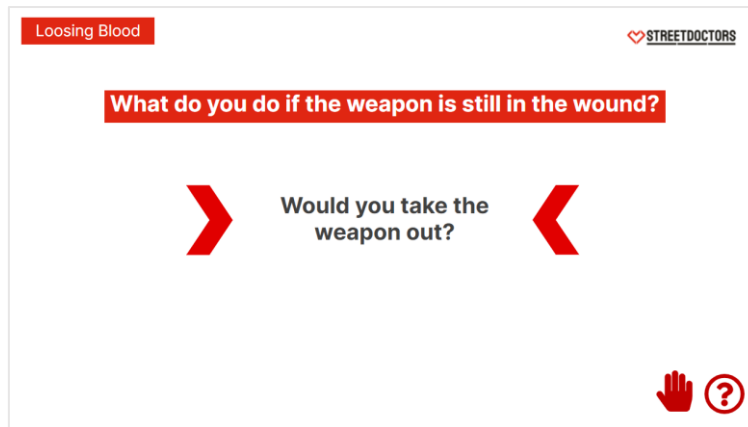 Loosing Blood
STREETDOCTORS
What do you do if the weapon is still in the wound?
Would you take the
weapon out?
?